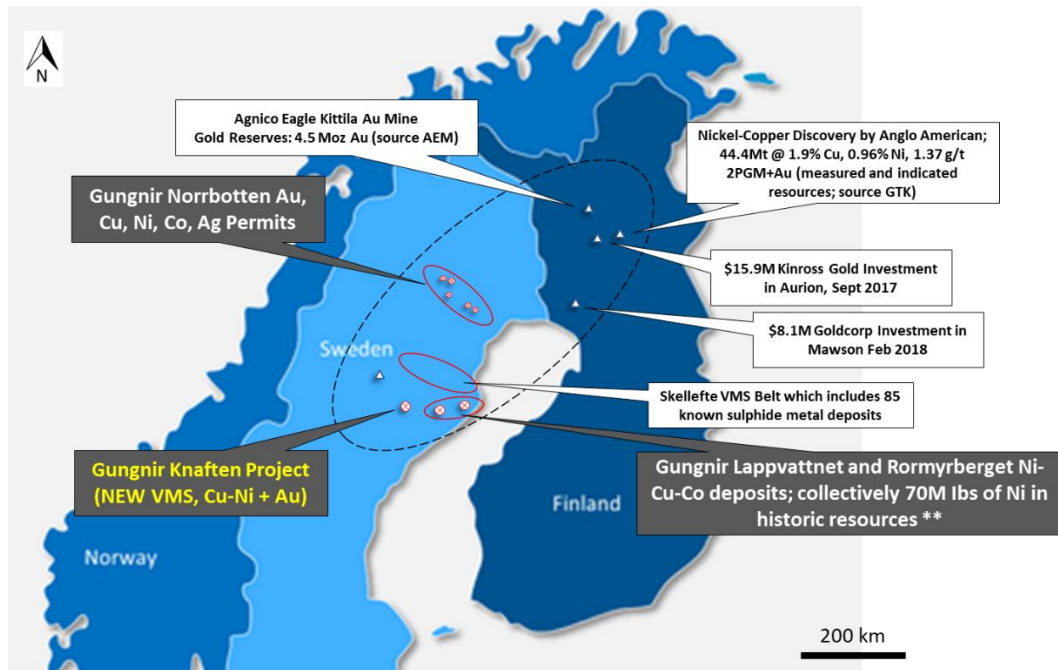 N
Agnico Eagle Kittila Au Mine
Gold Reserves: 4.5 Moz Au (source AEM)
Nickel-Copper Discovery by Anglo American;
44.4Mt @ 1.9% Cu, 0.96% Ni, 1.37 g/t
2PGM+Au (measured and indicated
resources; source GTK)
Gungnir Norrbotten Au,
Cu, Ni, Co, Ag Permits
$15.9M Kinross Gold Investment
in Aurion, Sept 2017
$8.1M Goldcorp Investment in
Mawson Feb 2018
Sweden
Skellefte VMS Belt which includes 85
known sulphide metal deposits
Gungnir Knaften Project
(NEW VMS, Cu-Ni + Au)
Gungnir Lappvattnet and Rormyrberget Ni-
Cu-Co deposits; collectively 70M Ibs of Ni in
historic resources **
Finland
Norway
200 km